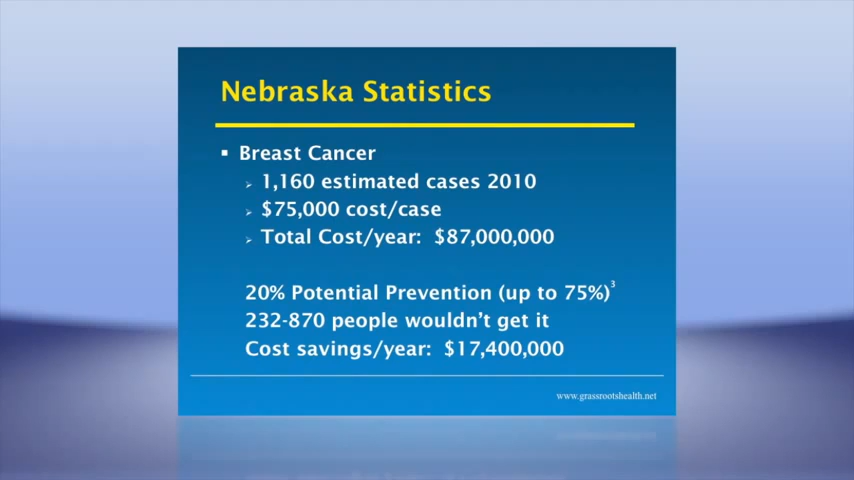 Nebraska Statistics
▪ Breast Cancer
➢ 1,160 estimated cases 2010
➢ $75,000 cost/case
➢ Total Cost/year: $87,000,000
20% Potential Prevention (up to 75%)³
232-870 people wouldn't get it
Cost savings/year: $17,400,000
www.grassrootshealth.net